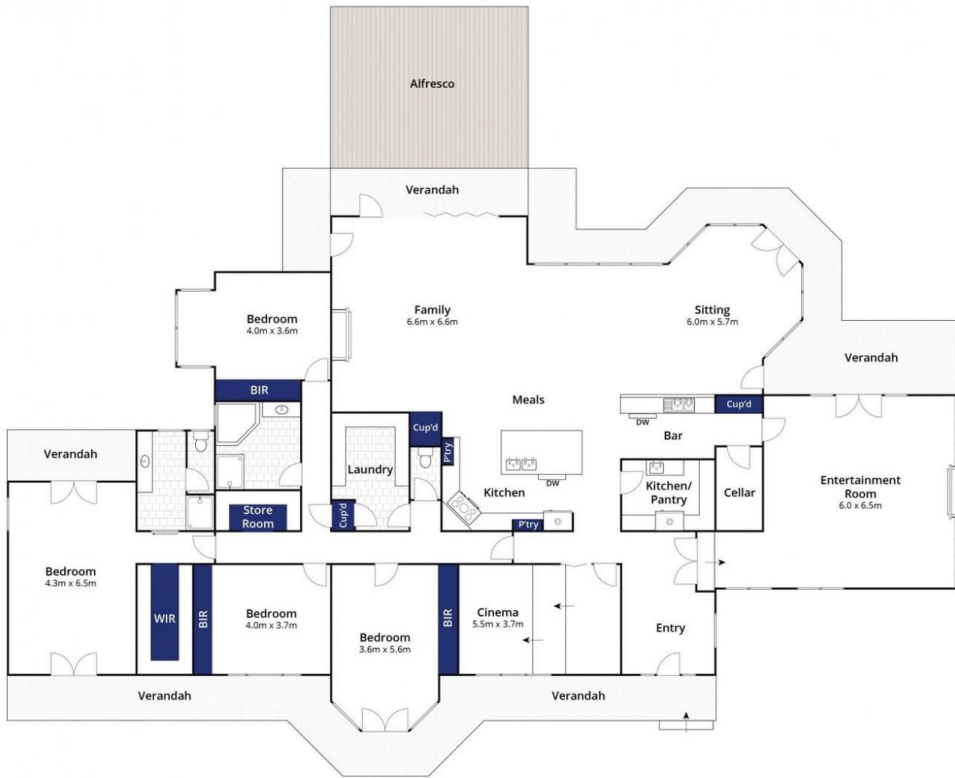 Alfresco
Verandah
Bedroom
4.0m x 3.6m
Family
6.6m x 6.6m
Sitting
6.0m x 5.7m
Verandah
BIR
Meals
Cup'd
DW
Bar
Cup'd
P'try
Verandah
Laundry
Kitchen
DW
Kitchen/
Pantry
Cellar
Entertainment
Room
6.0 x 6.5m
Store
Room
Cup'd
P'try
Bedroom
4.3m x 6.5m
WIR
BIR
Bedroom
4.0m x 3.7m
Bedroom
3.6m x 5.6m
BIR
Cinema
5.5m x 3.7m
Entry
Verandah
Verandah